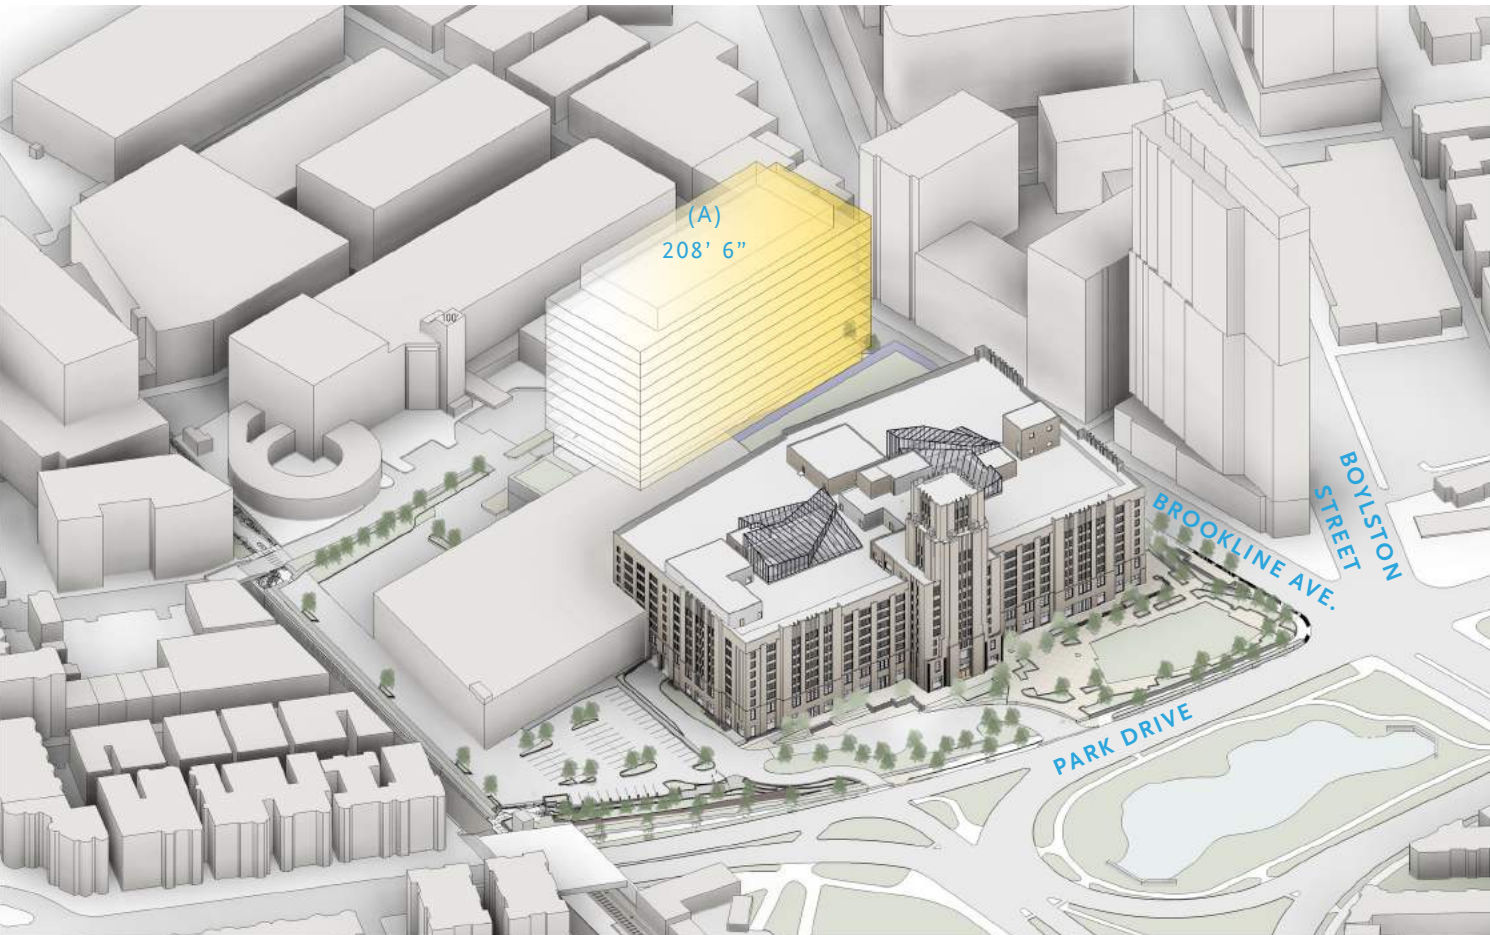 (A)
208’ 6”
100
BOYLSTON
STREET
BROOKLINE AVE.
PARK DRIVE